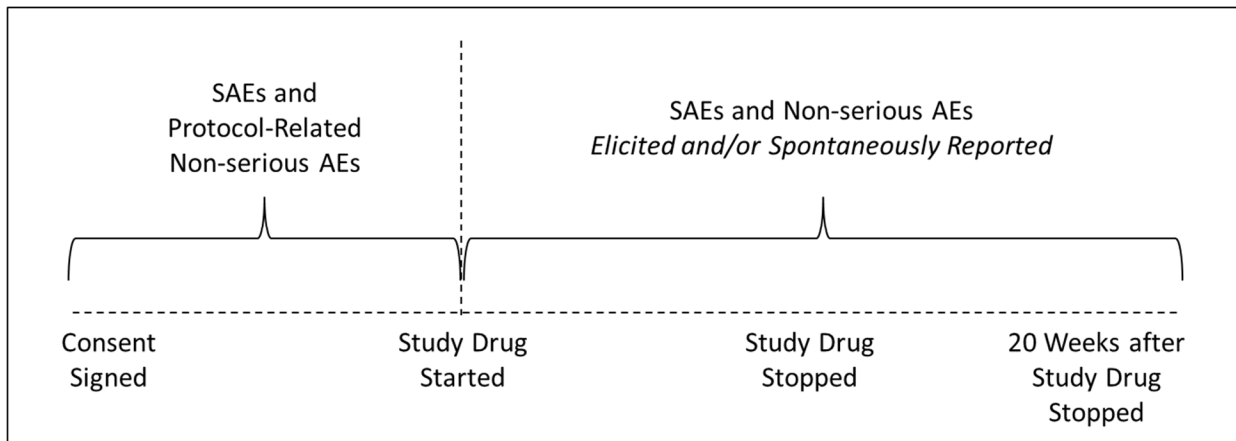 SAEs and
Protocol-Related
Non-serious AEs
SAEs and Non-serious AEs
Elicited and/or Spontaneously Reported
Consent
Signed
Study Drug
Started
Study Drug
Stopped
20 Weeks after
Study Drug
Stopped